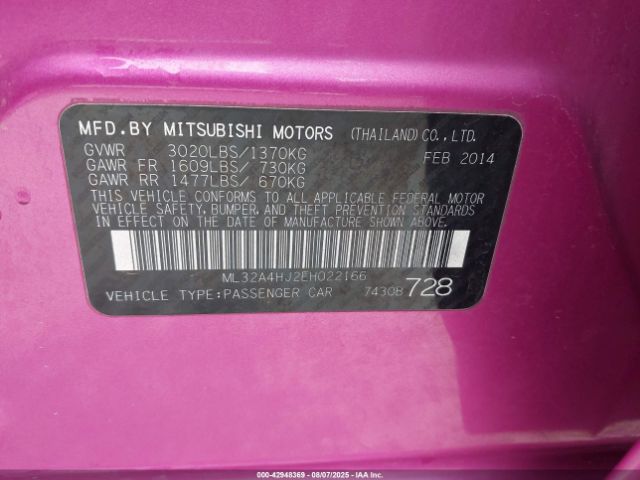 MFD.BY MITSUBISHI MOTORS (THAILAND)CO.,LTD.
GVWR 3020LBS/1370KG FEB 2014
GAWR FR 1609LBS/ 730KG
GAWR RR 1477LBS/ 670KG
THIS VEHICLE CONFORMS TO ALL APPLICABLE FEDERAL MOTOR
VEHICLE SAFETY, BUMPER, AND THEFT PREVENTION STANDARDS
IN EFFECT ON THE DATE OF MANUFACTURE SHOWN ABOVE.
ML32A4HJ2EH022166
VEHICLE TYPE:PASSENGER CAR 7430B 728
000-42948369 - 08/07/2025 - IAAI.COM